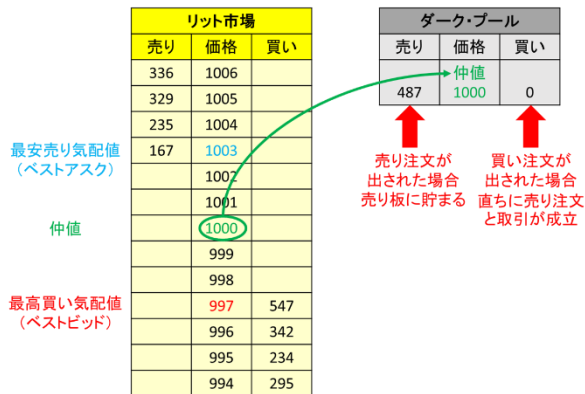 リット市場
売り 価格 買い
336 1006
329 1005
235 1004
167 1003
1002
1001
1000
999
998
997 547
996 342
995 234
994 295
最安売り気配値
（ベストアスク）
仲値
最高買い気配値
（ベストビッド）
ダーク・プール
売り 価格 買い
仲値
487 1000 0
売り注文が
出された場合
売り板に貯まる
買い注文が
出された場合
直ちに売り注文
と取引が成立